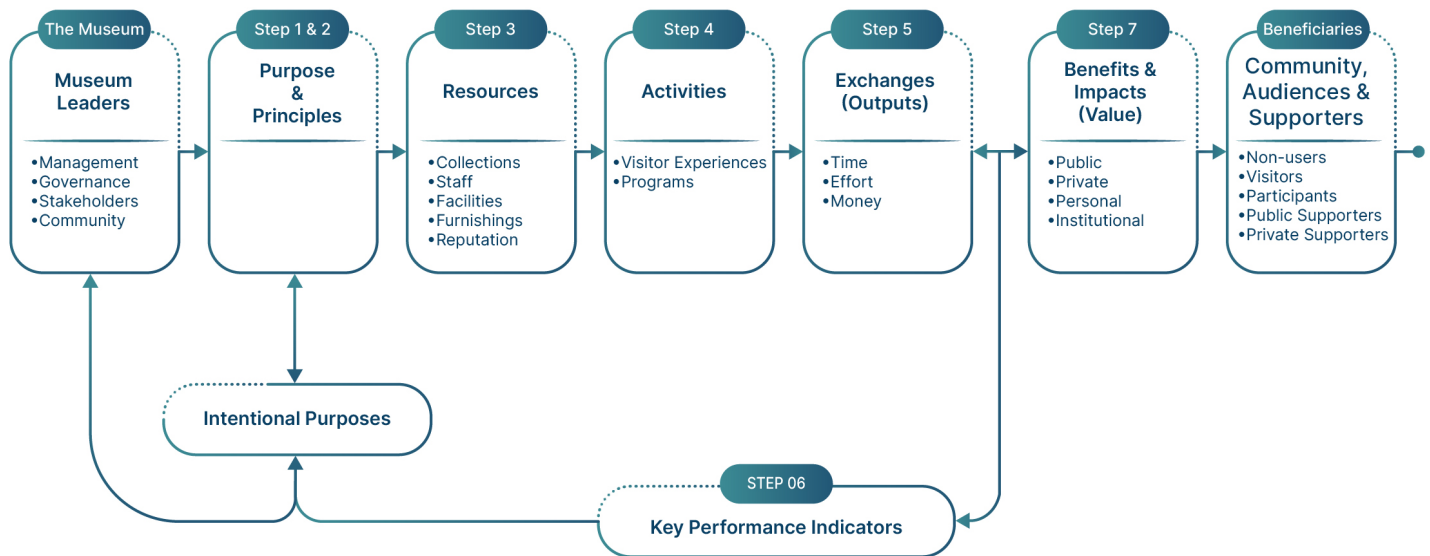 The Museum
Museum
Leaders
•Management
•Governance
•Stakeholders
•Community
Step 1 & 2
Purpose
&
Principles
Step 3
Resources
•Collections
•Staff
•Facilities
•Furnishings
•Reputation
Step 4
Activities
•Visitor Experiences
•Programs
Step 5
Exchanges
(Outputs)
•Time
•Effort
•Money
Step 7
Benefits &
Impacts
(Value)
•Public
•Private
•Personal
•Institutional
Beneficiaries
Community,
Audiences &
Supporters
•Non-users
•Visitors
•Participants
•Public Supporters
•Private Supporters
Intentional Purposes
STEP 06
Key Performance Indicators